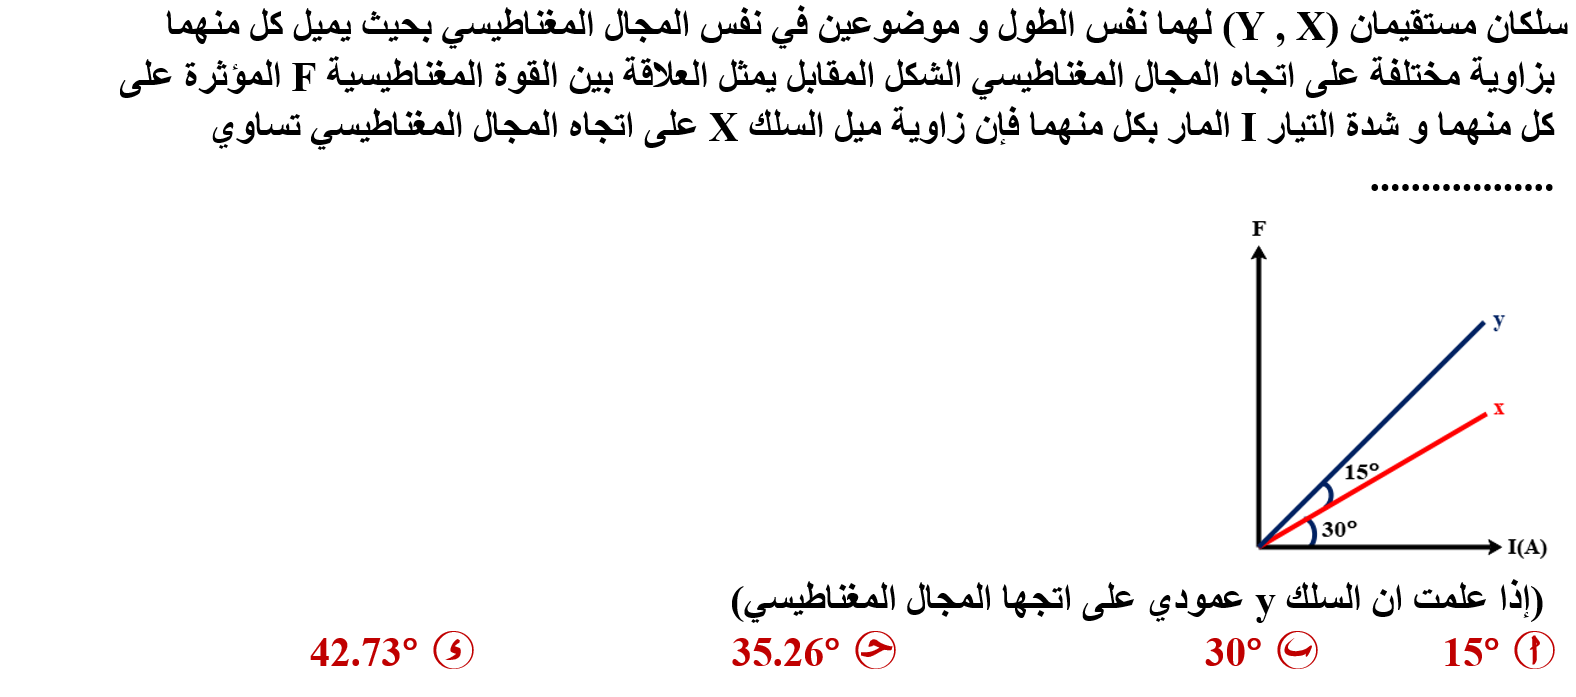 سلكان مستقيمان (Y , X) لهما نفس الطول و موضوعين في نفس المجال المغناطيسي بحيث يميل كل منهما
بزاوية مختلفة على اتجاه المجال المغناطيسي الشكل المقابل يمثل العلاقة بين القوة المغناطيسية F المؤثرة على
كل منهما و شدة التيار I المار بكل منهما فإن زاوية ميل السلك X على اتجاه المجال المغناطيسي تساوي
..................
F
y
x
15°
30°
I(A)
(إذا علمت ان السلك y عمودي على اتجها المجال المغناطيسي)
أ 15° ب 30° حـ 35.26° ء 42.73°